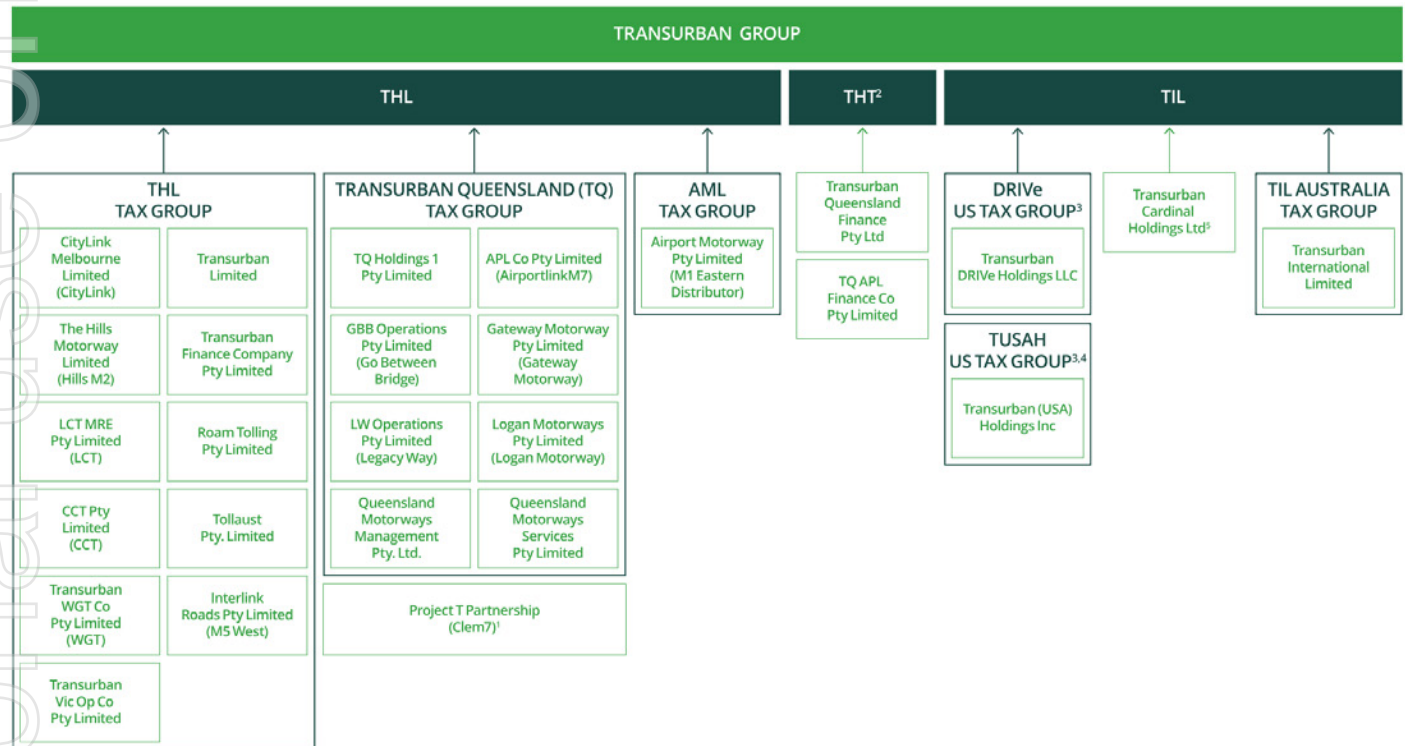 TRANSURBAN GROUP
THL
THT²
TIL
THL
TAX GROUP
CityLink
Melbourne
Limited
(CityLink)
Transurban
Limited
The Hills
Motorway
Limited
(Hills M2)
Transurban
Finance Company
Pty Limited
LCT MRE
Pty Limited
(LCT)
Roam Tolling
Pty Limited
CCT Pty
Limited
(CCT)
Tollaust
Pty. Limited
Transurban
WGT Co
Pty Limited
(WGT)
Interlink
Roads Pty Limited
(M5 West)
Transurban
Vic Op Co
Pty Limited
TRANSURBAN QUEENSLAND (TQ)
TAX GROUP
TQ Holdings 1
Pty Limited
APL Co Pty Limited
(AirportlinkM7)
GBB Operations
Pty Limited
(Go Between
Bridge)
Gateway Motorway
Pty Limited
(Gateway
Motorway)
LW Operations
Pty Limited
(Legacy Way)
Logan Motorways
Pty Limited
(Logan Motorway)
Queensland
Motorways
Management
Pty. Ltd.
Queensland
Motorways
Services
Pty Limited
Project T Partnership
(Clem7)¹
AML
TAX GROUP
Airport Motorway
Pty Limited
(M1 Eastern
Distributor)
Transurban
Queensland
Finance
Pty Ltd
TQ APL
Finance Co
Pty Limited
DRIVe
US TAX GROUP³
Transurban
DRIVe Holdings LLC
TUSAH
US TAX GROUP³,⁴
Transurban (USA)
Holdings Inc
Transurban
Cardinal
Holdings Ltd⁵
TIL AUSTRALIA
TAX GROUP
Transurban
International
Limited